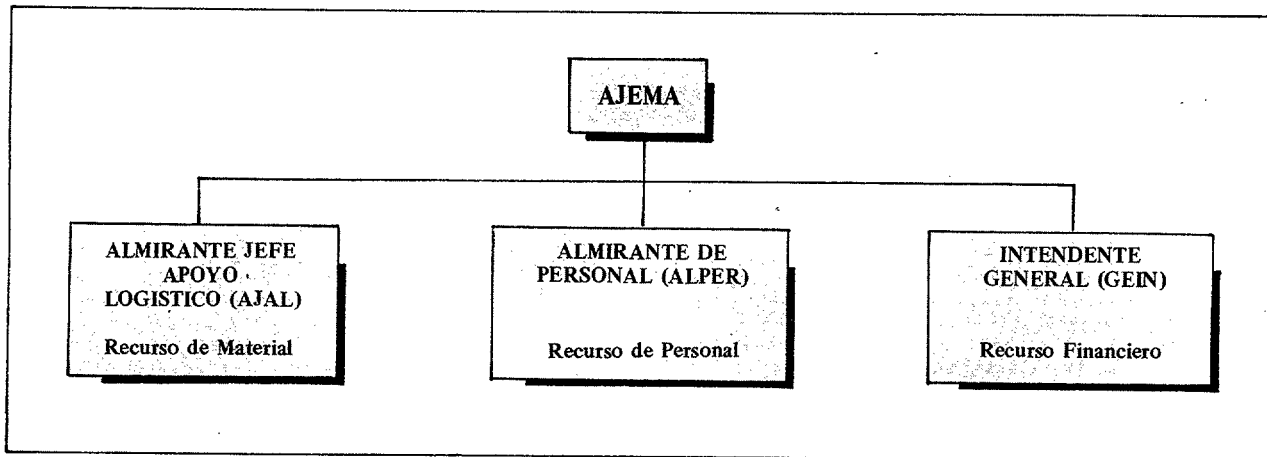 AJEMA
ALMIRANTE JEFE
APOYO
LOGISTICO (AJAL)
Recurso de Material
ALMIRANTE DE
PERSONAL (ALPER)
Recurso de Personal
INTENDENTE
GENERAL (GEIN)
Recurso Financiero